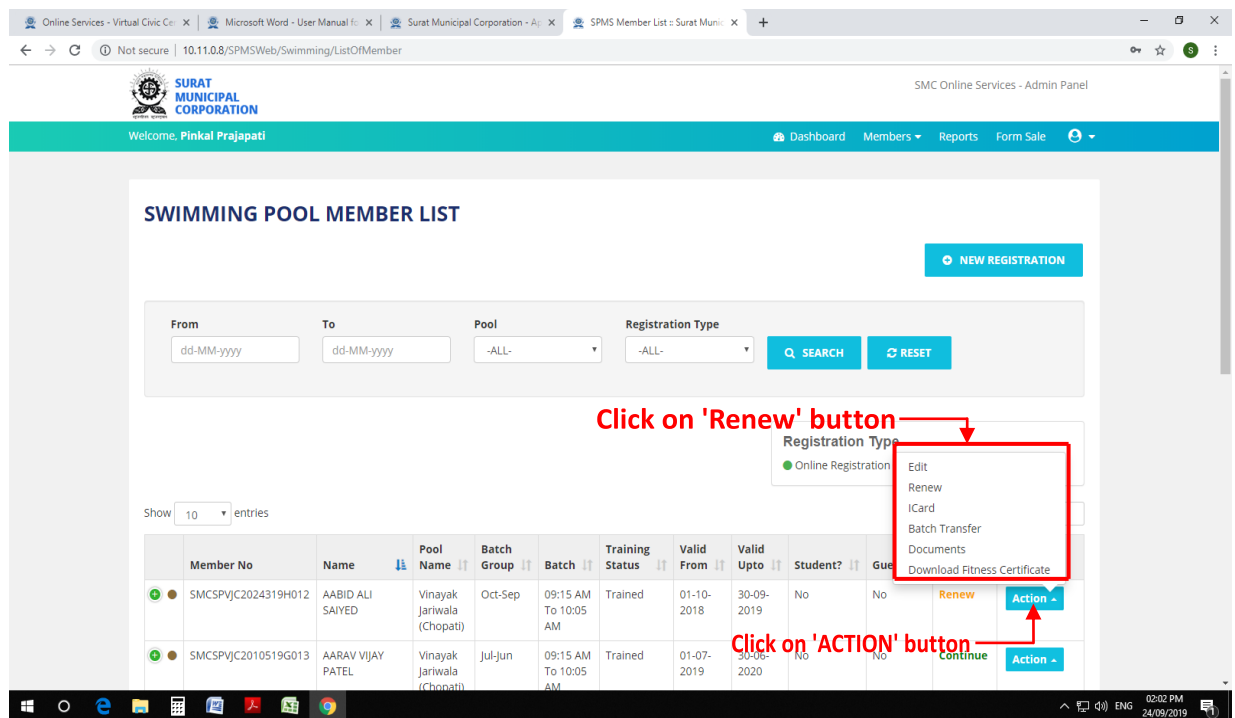 Online Services - Virtual Civic Cer
Microsoft Word - User Manual fo
Surat Municipal Corporation - Ap
SPMS Member List :: Surat Munic
Not secure | 10.11.0.8/SPMSWeb/Swimming/ListOfMember
S
SURAT
MUNICIPAL
CORPORATION
SMC Online Services - Admin Panel
Welcome, Pinkal Prajapati
Dashboard Members Reports Form Sale
SWIMMING POOL MEMBER LIST
NEW REGISTRATION
From To Pool Registration Type
dd-MM-yyyy dd-MM-yyyy -ALL- -ALL- SEARCH RESET
Click on 'Renew' button
Registration Type
Online Registration
Edit
Renew
ICard
Batch Transfer
Documents
Download Fitness Certificate
Show 10 entries
Member No Name Pool Name Batch Group Batch Training Status Valid From Valid Upto Student? Gue
SMCSPVJC2024319H012 AABID ALI SAIYED Vinayak Jariwala (Chopati) Oct-Sep 09:15 AM To 10:05 AM Trained 01-10-2018 30-09-2019 No No Renew Action
Click on 'ACTION' button
SMCSPVJC2010519G013 AARAV VIJAY PATEL Vinayak Jariwala (Chopati) Jul-Jun 09:15 AM To 10:05 AM Trained 01-07-2019 30-06-2020 No No Continue Action
ENG
02:02 PM
24/09/2019
1